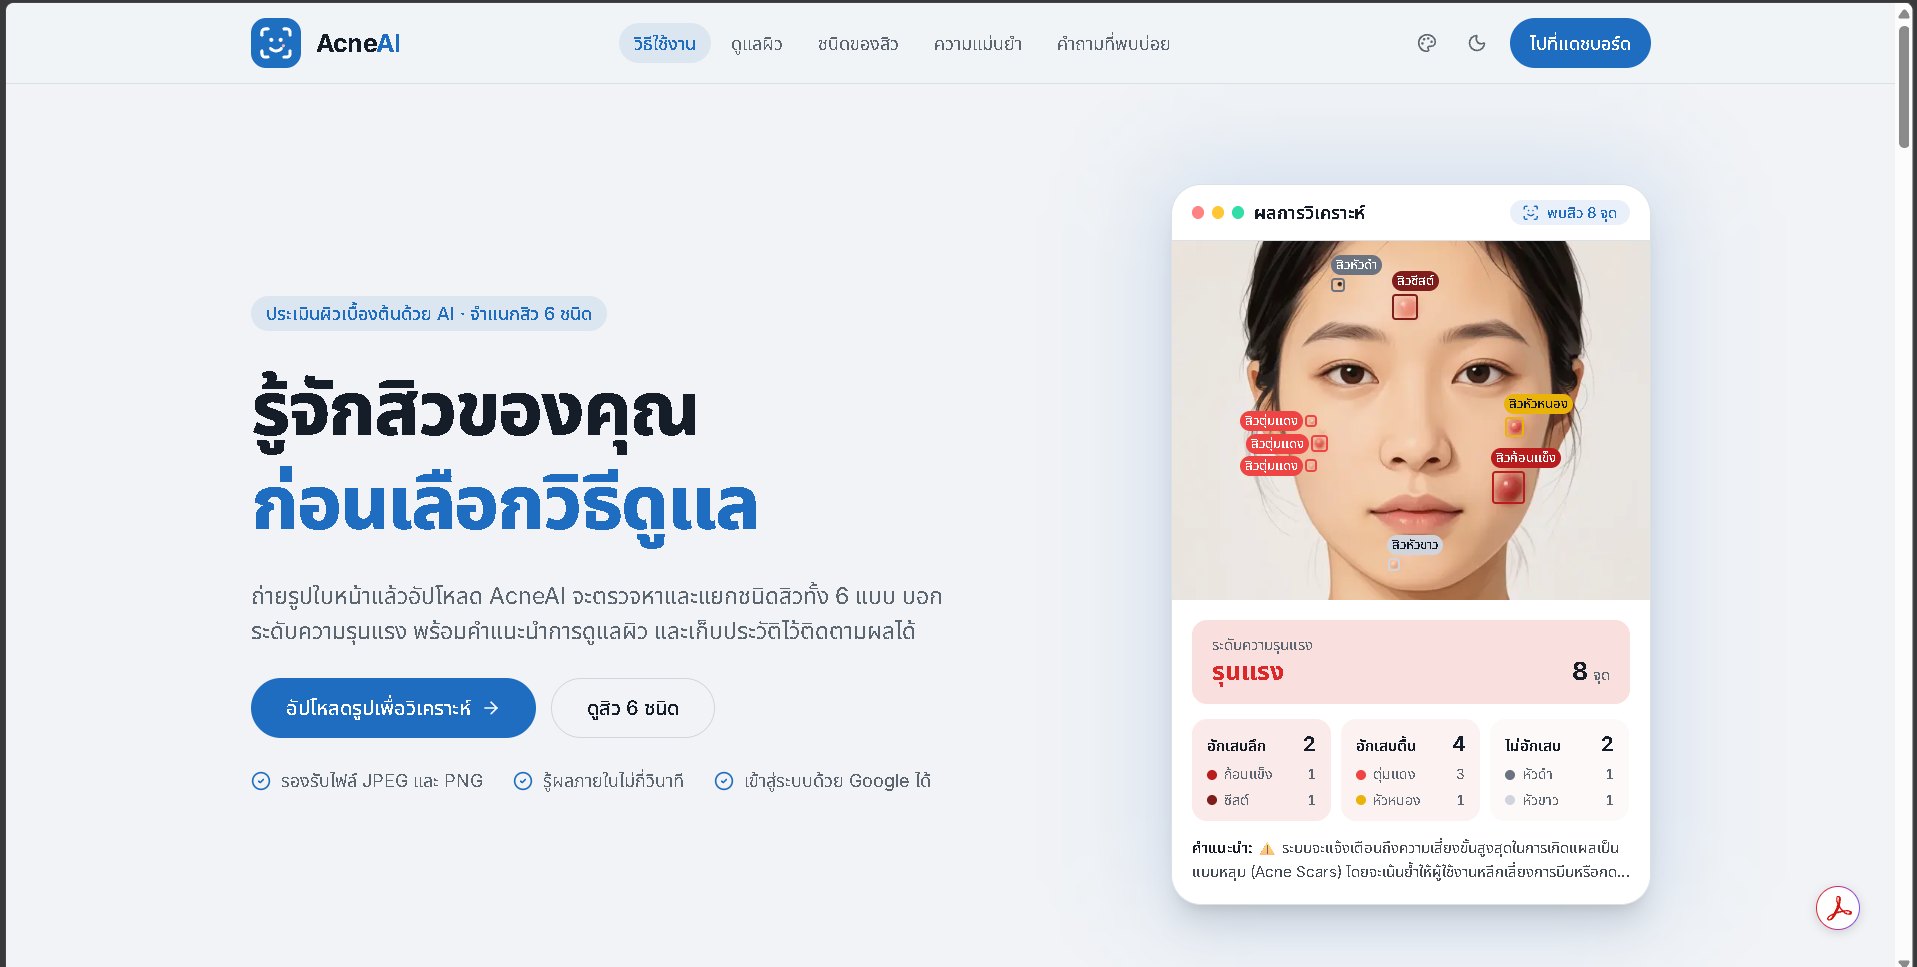 AcneAI
วิธีใช้งาน
ดูแลผิว
ชนิดของสิว
ความแม่นยำ
คำถามที่พบบ่อย
ไปที่แดชบอร์ด
ประเมินผิวเบื้องต้นด้วย AI · จำแนกสิว 6 ชนิด
รู้จักสิวของคุณ
ก่อนเลือกวิธีดูแล
ถ่ายรูปใบหน้าแล้วอัปโหลด AcneAI จะตรวจหาและแยกชนิดสิวทั้ง 6 แบบ บอก
ระดับความรุนแรง พร้อมคำแนะนำการดูแลผิว และเก็บประวัติไว้ติดตามผลได้
อัปโหลดรูปเพื่อวิเคราะห์ →
ดูสิว 6 ชนิด
รองรับไฟล์ JPEG และ PNG
รู้ผลภายในไม่กี่วินาที
เข้าสู่ระบบด้วย Google ได้
ผลการวิเคราะห์
พบสิว 8 จุด
สิวหัวดำ
สิวซีสต์
สิวหัวหนอง
สิวตุ่มแดง
สิวตุ่มแดง
สิวก้อนแข็ง
สิวตุ่มแดง
สิวหัวขาว
ระดับความรุนแรง
รุนแรง
8 จุด
อักเสบลึก 2
ก้อนแข็ง 1
ซีสต์ 1
อักเสบตื้น 4
ตุ่มแดง 3
หัวหนอง 1
ไม่อักเสบ 2
หัวดำ 1
หัวขาว 1
คำแนะนำ: ⚠️ ระบบจะแจ้งเตือนถึงความเสี่ยงขั้นสูงสุดในการเกิดแผลเป็น
แบบหลุม (Acne Scars) โดยจะเน้นย้ำให้ผู้ใช้งานหลีกเลี่ยงการบีบหรือกด...